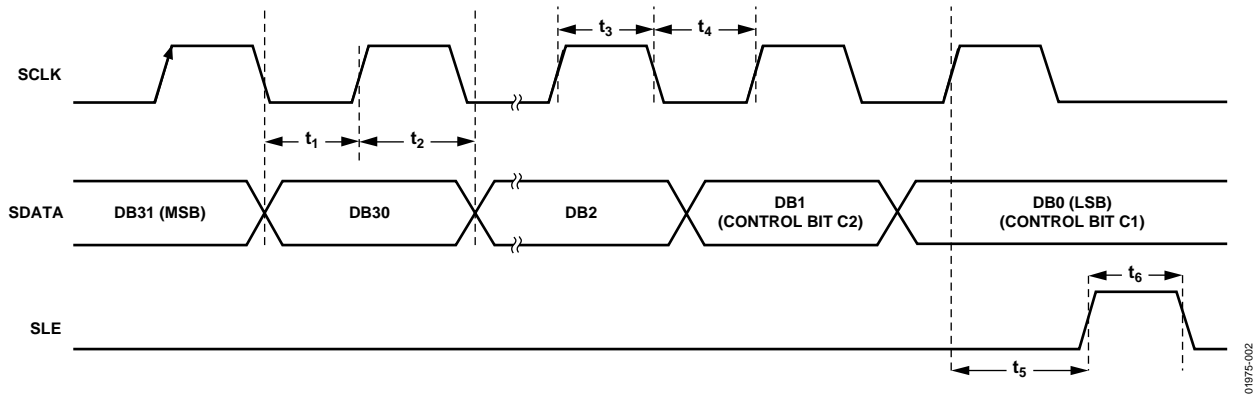 t3
t4
SCLK
t1
t2
SDATA
DB31 (MSB)
DB30
DB2
DB1
(CONTROL BIT C2)
DB0 (LSB)
(CONTROL BIT C1)
t6
SLE
t5
01975-002